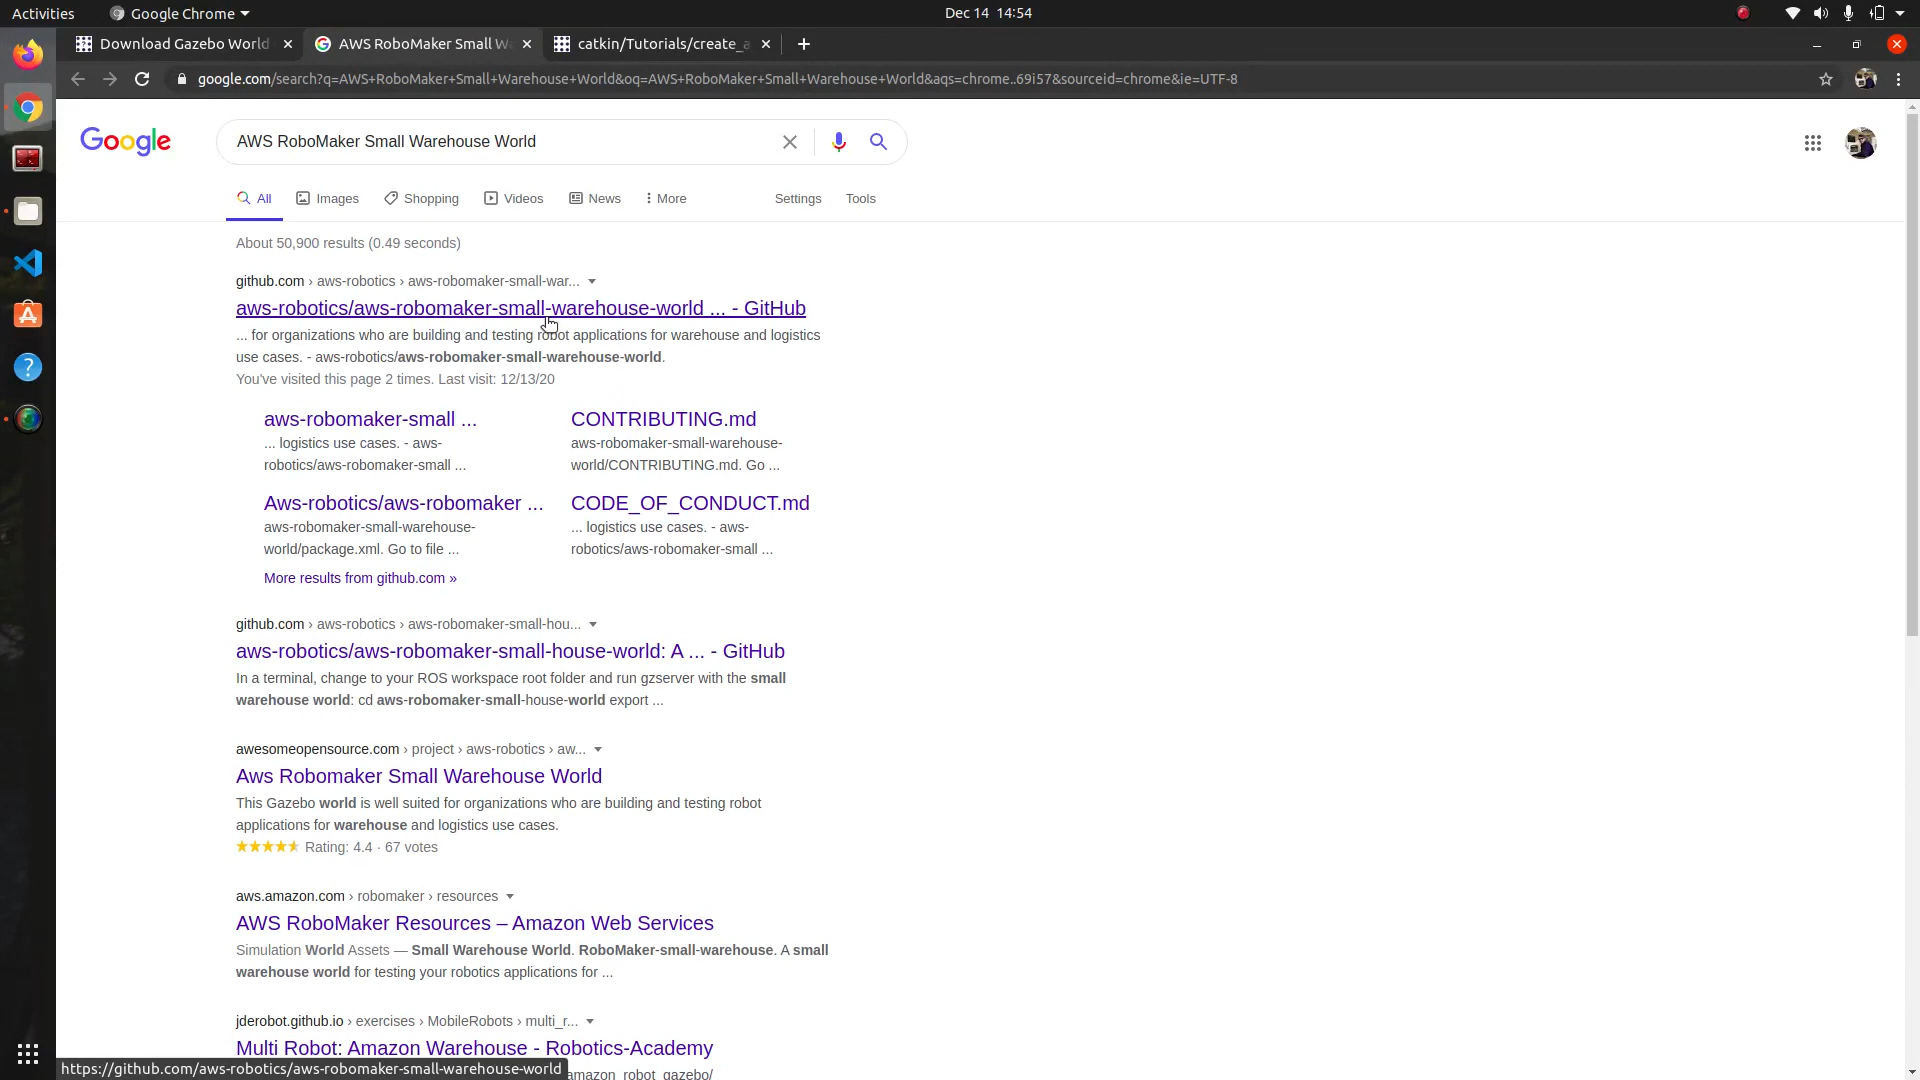 Activities
Google Chrome
Dec 14 14:54
Download Gazebo World
AWS RoboMaker Small W
catkin/Tutorials/create_a
google.com/search?q=AWS+RoboMaker+Small+Warehouse+World&oq=AWS+RoboMaker+Small+Warehouse+World&aqs=chrome..69i57&sourceid=chrome&ie=UTF-8
Google
AWS RoboMaker Small Warehouse World
All
Images
Shopping
Videos
News
More
Settings
Tools
About 50,900 results (0.49 seconds)
github.com › aws-robotics › aws-robomaker-small-war...
aws-robotics/aws-robomaker-small-warehouse-world ... - GitHub
... for organizations who are building and testing robot applications for warehouse and logistics
use cases. - aws-robotics/aws-robomaker-small-warehouse-world.
You've visited this page 2 times. Last visit: 12/13/20
aws-robomaker-small ...
... logistics use cases. - aws-
robotics/aws-robomaker-small ...
CONTRIBUTING.md
aws-robomaker-small-warehouse-
world/CONTRIBUTING.md. Go ...
Aws-robotics/aws-robomaker ...
aws-robomaker-small-warehouse-
world/package.xml. Go to file ...
CODE_OF_CONDUCT.md
... logistics use cases. - aws-
robotics/aws-robomaker-small ...
More results from github.com »
github.com › aws-robotics › aws-robomaker-small-hou...
aws-robotics/aws-robomaker-small-house-world: A ... - GitHub
In a terminal, change to your ROS workspace root folder and run gzserver with the small
warehouse world: cd aws-robomaker-small-house-world export ...
awesomeopensource.com › project › aws-robotics › aw...
Aws Robomaker Small Warehouse World
This Gazebo world is well suited for organizations who are building and testing robot
applications for warehouse and logistics use cases.
Rating: 4.4 · 67 votes
aws.amazon.com › robomaker › resources
AWS RoboMaker Resources – Amazon Web Services
Simulation World Assets — Small Warehouse World. RoboMaker-small-warehouse. A small
warehouse world for testing your robotics applications for ...
jderobot.github.io › exercises › MobileRobots › multi_r...
Multi Robot: Amazon Warehouse - Robotics-Academy
https://github.com/aws-robotics/aws-robomaker-small-warehouse-world
amazon_robot_gazebo/